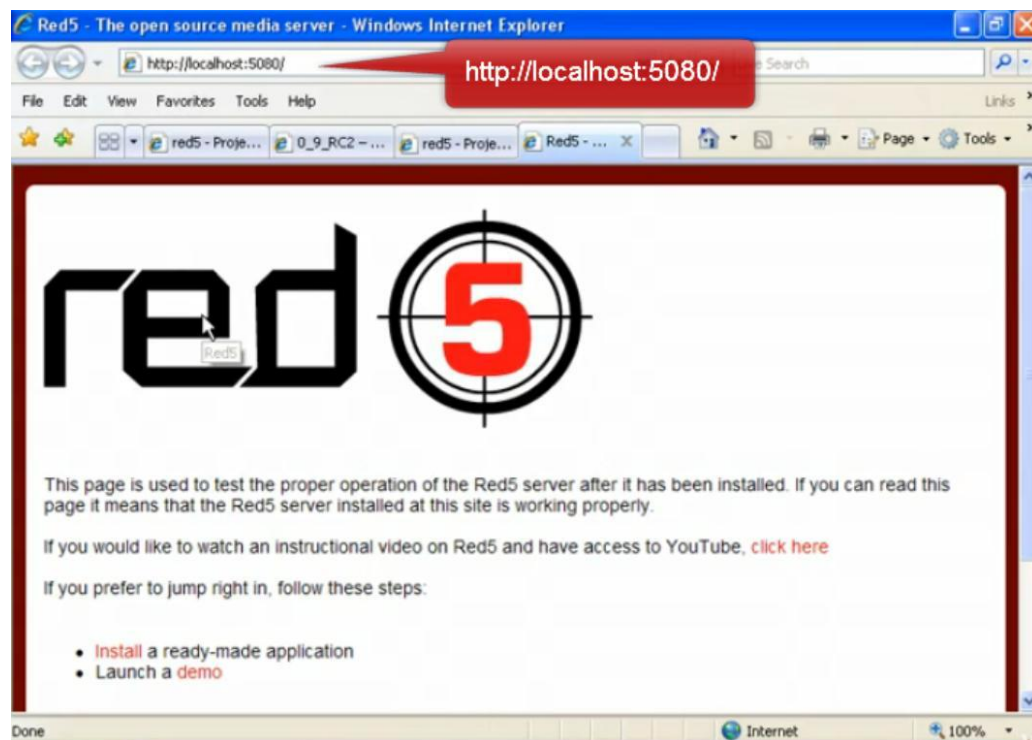 Red5 - The open source media server - Windows Internet Explorer
http://localhost:5080/
http://localhost:5080/
Search
File Edit View Favorites Tools Help
Links
red5 - Proje...
0_9_RC2 – ...
red5 - Proje...
Red5 - ...
Page
Tools
red 5
Red5
This page is used to test the proper operation of the Red5 server after it has been installed. If you can read this
page it means that the Red5 server installed at this site is working properly.
If you would like to watch an instructional video on Red5 and have access to YouTube, click here
If you prefer to jump right in, follow these steps:
• Install a ready-made application
• Launch a demo
Done
Internet
100%